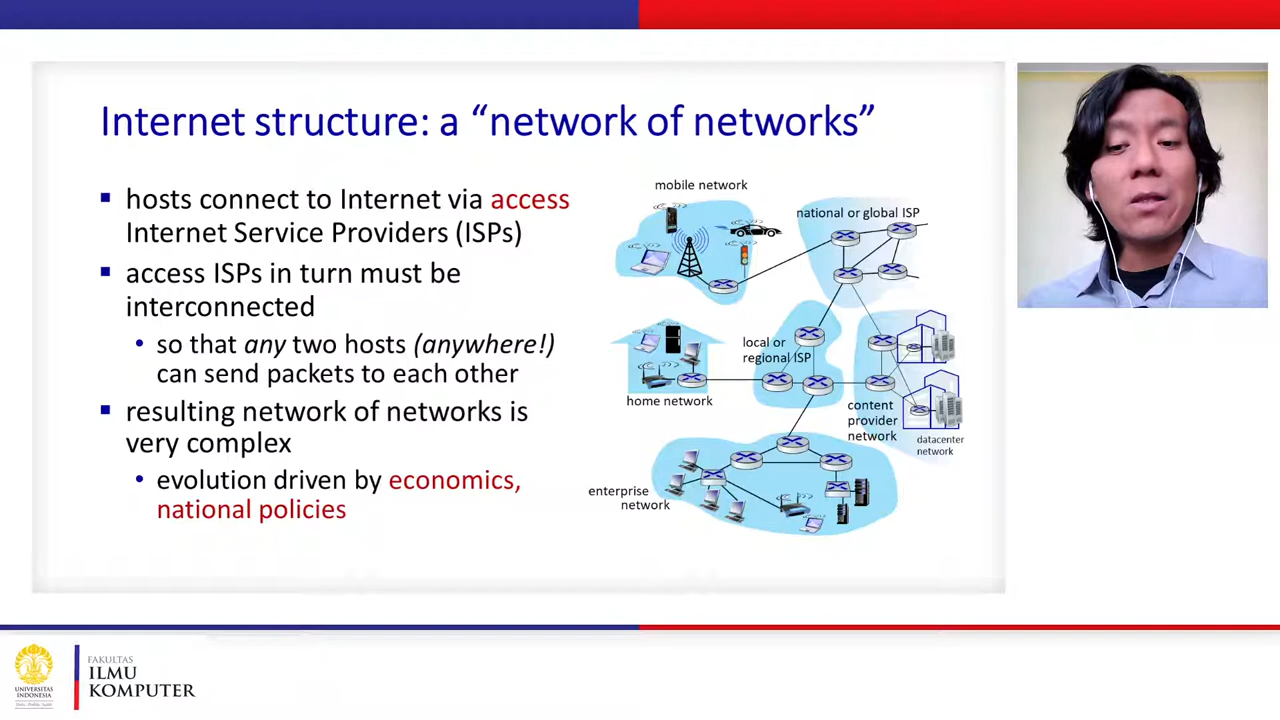 Internet structure: a “network of networks”
hosts connect to Internet via access
Internet Service Providers (ISPs)
access ISPs in turn must be
interconnected
so that any two hosts (anywhere!)
can send packets to each other
resulting network of networks is
very complex
evolution driven by economics,
national policies
mobile network
national or global ISP
local or
regional ISP
home network
content
provider
network
datacenter
network
enterprise
network
UNIVERSITAS
INDONESIA
FAKULTAS
ILMU
KOMPUTER